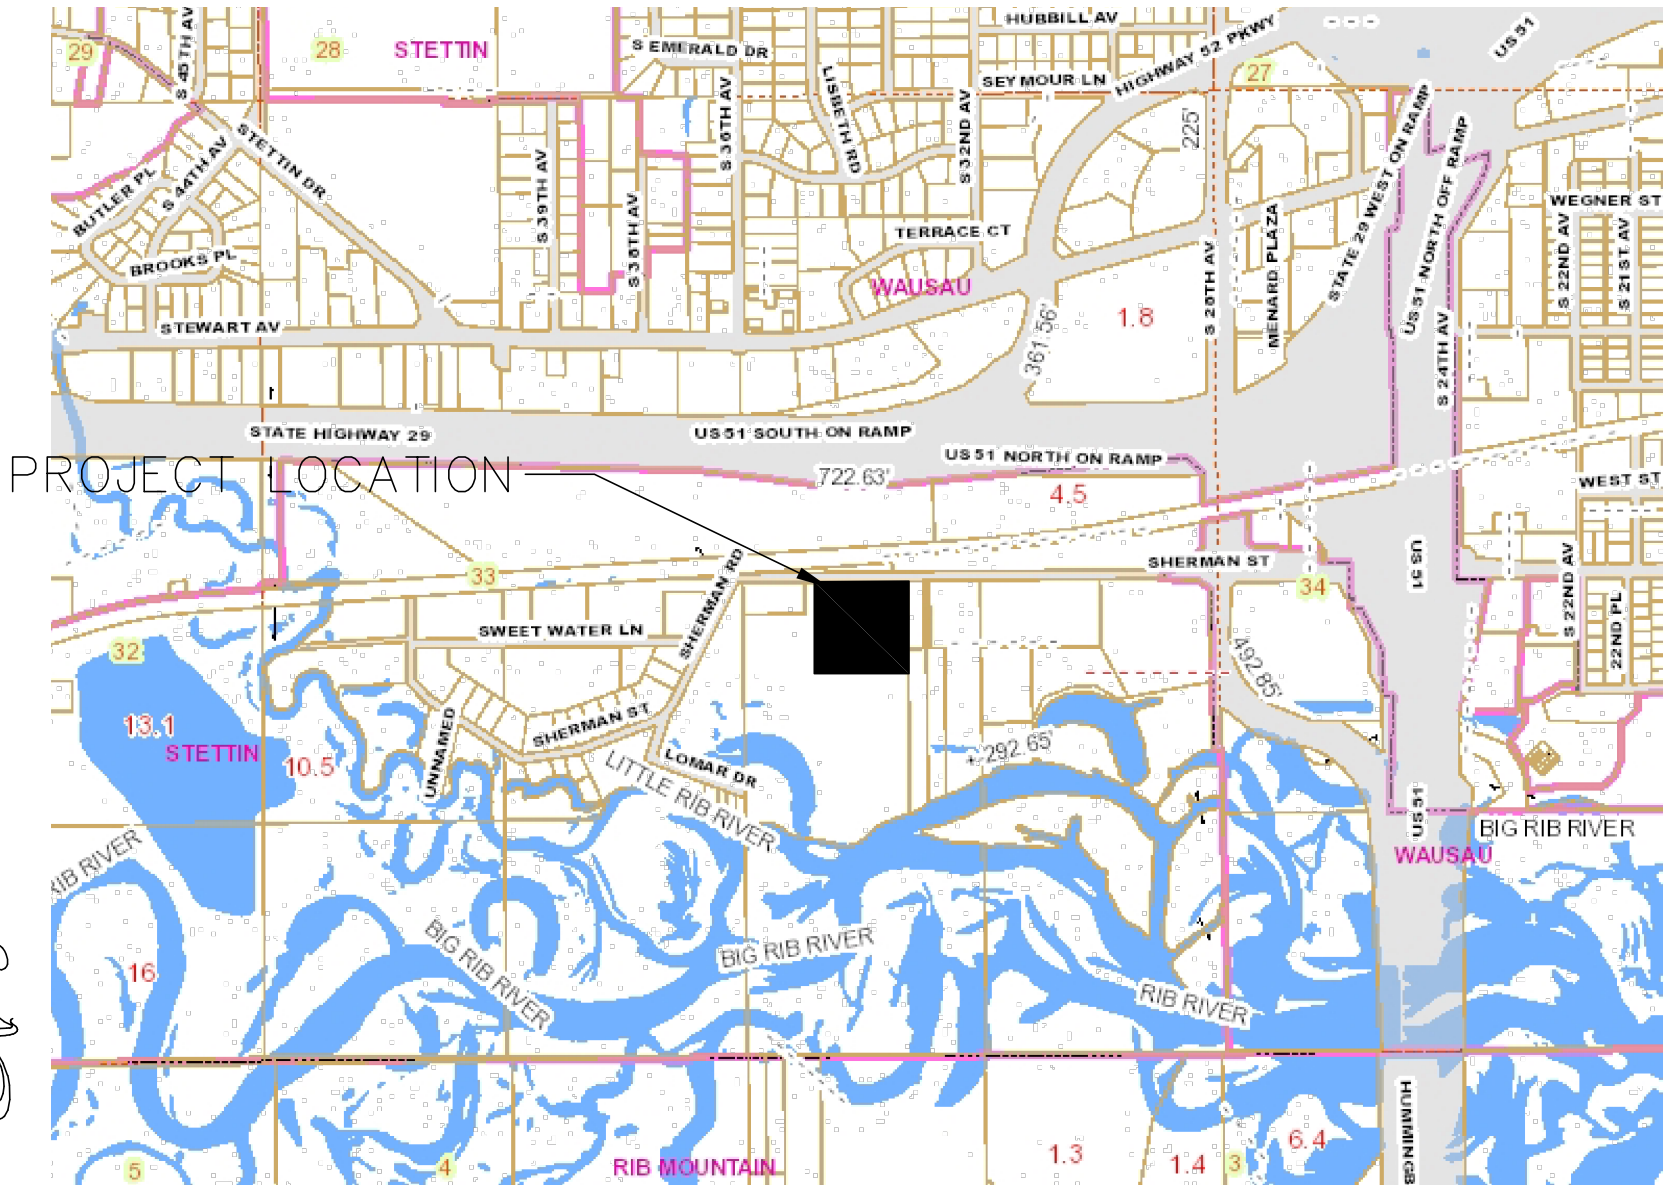 HUBBILL AV
US 51
29
28
STETTIN
S EMERALD DR
HIGHWAY 52 PKWY
S 45TH AV
SEYMOUR LN
27
S 36TH AV
LISBETH RD
S 32ND AV
225'
STATE 29 WEST ON RAMP
US 51 NORTH OFF RAMP
STETTIN DR
S 44TH AV
BUTLER PL
S 39TH AV
S 38TH AV
WEGNER ST
S 22ND AV
S 21ST AV
TERRACE CT
BROOKS PL
MENARD PLAZA
S 28TH AV
WAUSAU
1.8
STEWART AV
361.56'
S 24TH AV
STATE HIGHWAY 29
US 51 SOUTH ON RAMP
US 51 NORTH ON RAMP
PROJECT LOCATION
722.63'
4.5
WEST ST
SHERMAN RD
SHERMAN ST
US 51
33
34
S 22ND AV
22ND PL
SWEET WATER LN
32
492.85'
13.1
STETTIN
10.5
UNNAMED
SHERMAN ST
LOMAR DR
292.65'
LITTLE RIB RIVER
US 51
BIG RIB RIVER
WAUSAU
RIB RIVER
BIG RIB RIVER
BIG RIB RIVER
16
RIB RIVER
HUMMINGB
6.4
1.3
1.4
3
5
4
RIB MOUNTAIN